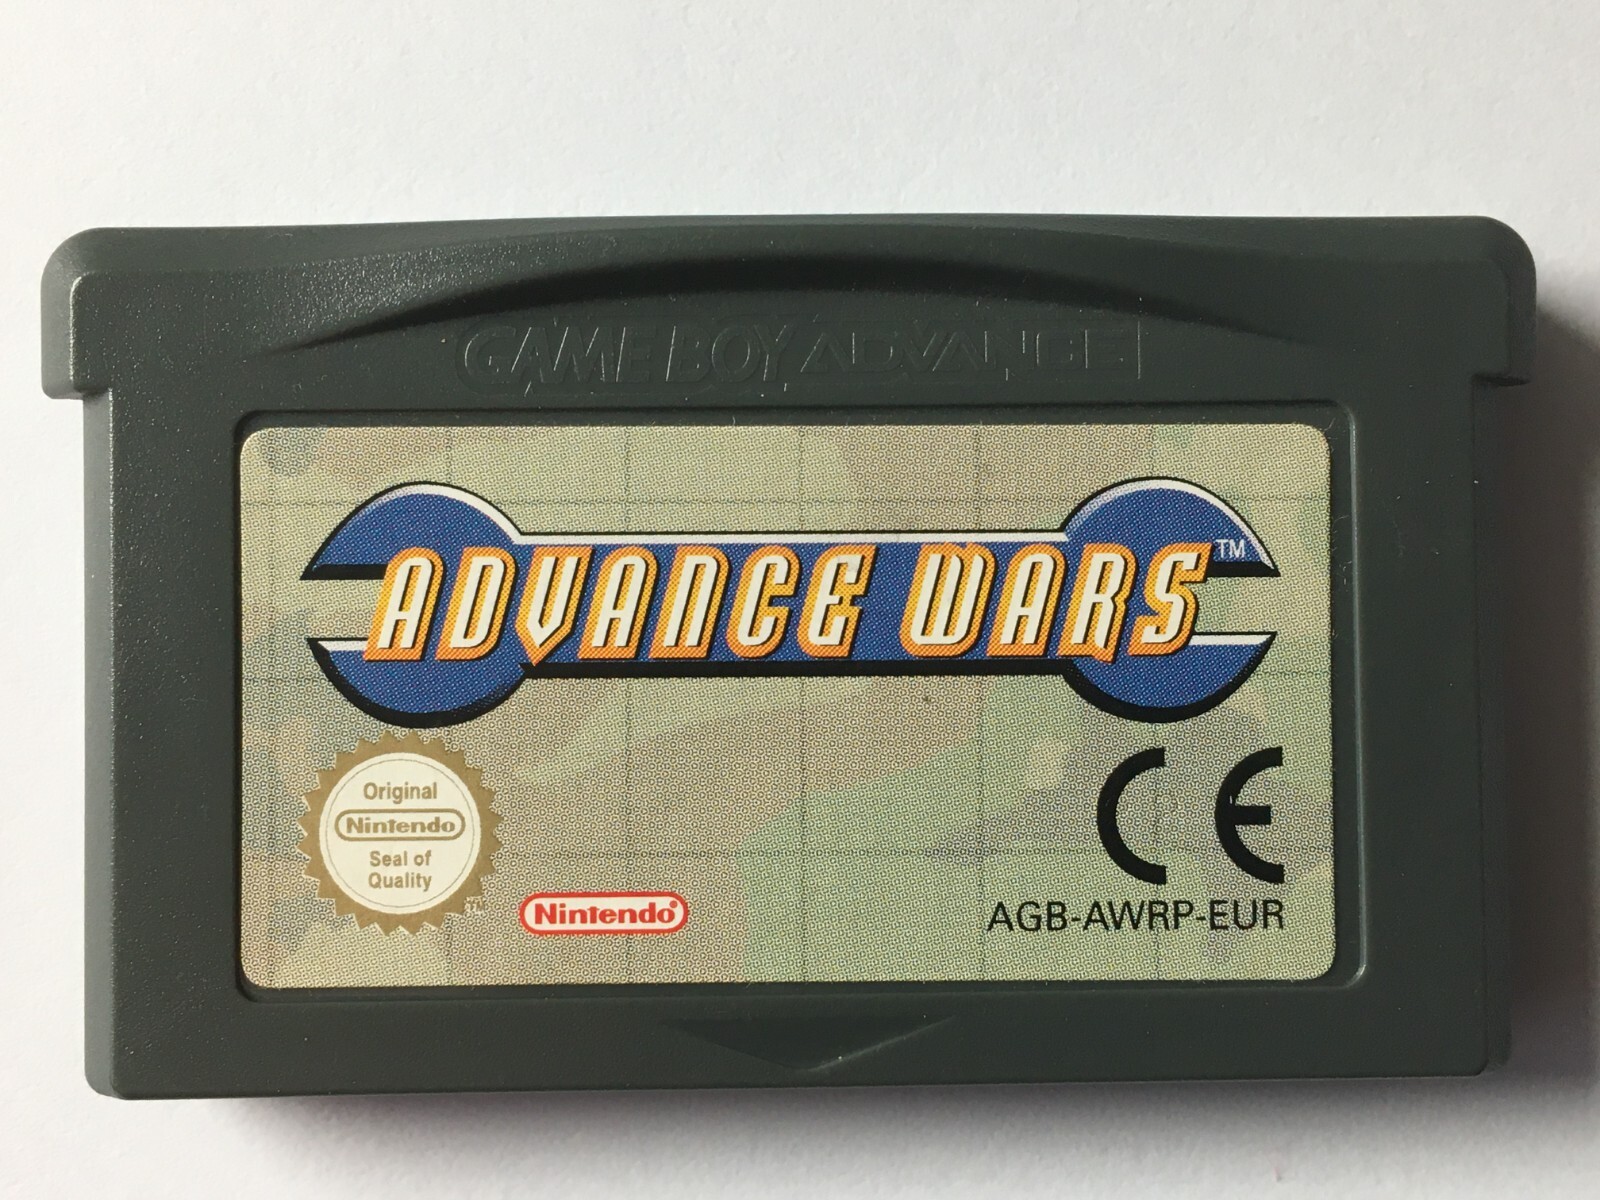 GAME BOY ADVANCE
ADVANCE WARS™
Original
Nintendo
Seal of
Quality
™
Nintendo®
CE
AGB-AWRP-EUR